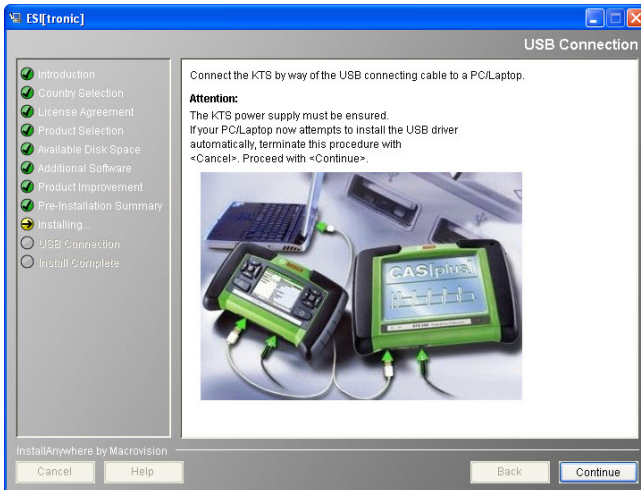 ESI[tronic]
USB Connection
Introduction
Country Selection
License Agreement
Product Selection
Available Disk Space
Additional Software
Product Improvement
Pre-Installation Summary
Installing...
USB Connection
Install Complete
Connect the KTS by way of the USB connecting cable to a PC/Laptop.
Attention:
The KTS power supply must be ensured.
If your PC/Laptop now attempts to install the USB driver
automatically, terminate this procedure with
<Cancel>. Proceed with <Continue>.
CAS[plus]
InstallAnywhere by Macrovision
Cancel
Help
Back
Continue